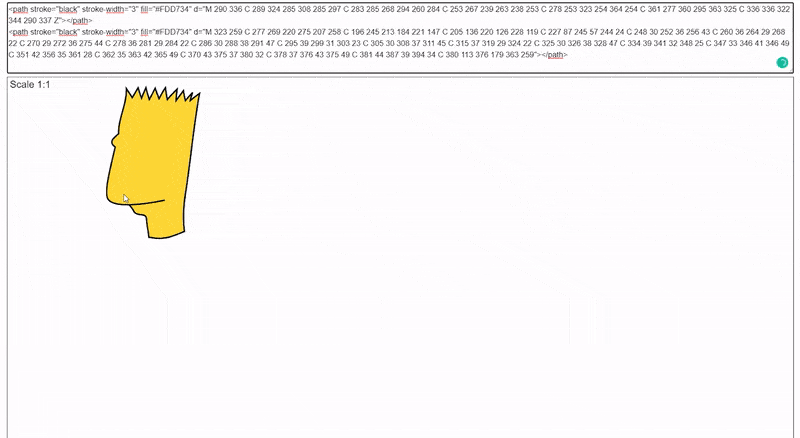 <path stroke="black" stroke-width="3" fill="#FDD734" d="M 290 336 C 289 324 285 308 285 297 C 283 285 268 294 260 284 C 253 267 239 263 238 253 C 278 253 323 254 364 254 C 361 277 360 295 363 325 C 336 336 322
344 290 337 Z"></path>
<path stroke="black" stroke-width="3" fill="#FDD734" d="M 323 259 C 277 269 220 275 207 258 C 196 245 213 184 221 147 C 205 136 220 126 228 119 C 227 87 245 57 244 24 C 248 30 252 36 256 43 C 260 36 264 29 268
22 C 270 29 272 36 275 44 C 278 36 281 29 284 22 C 286 30 288 38 291 47 C 295 39 299 31 303 23 C 305 30 308 37 311 45 C 315 37 319 29 324 22 C 325 30 326 38 328 47 C 334 39 341 32 348 25 C 347 33 346 41 346 49
C 351 42 356 35 361 28 C 362 35 363 42 365 49 C 370 43 375 37 380 32 C 378 37 376 43 375 49 C 381 44 387 39 394 34 C 380 113 376 179 363 259"></path>
Scale 1:1